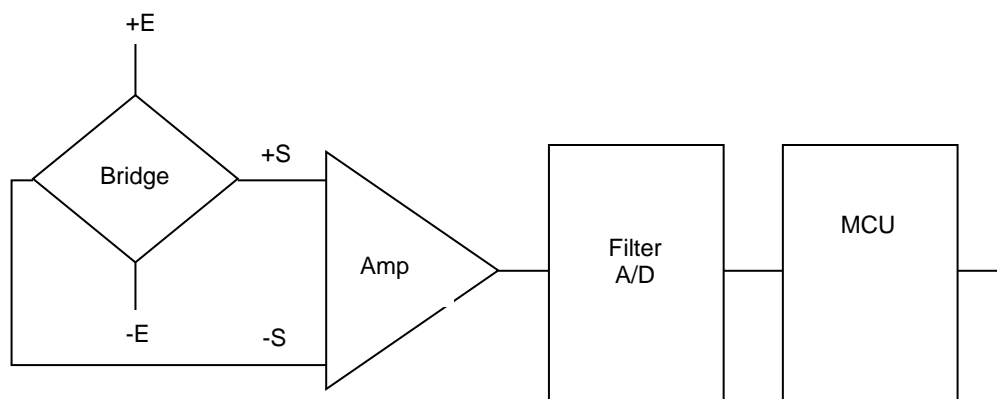 +E
Bridge
+S
-E
-S
Amp
Filter
A/D
MCU